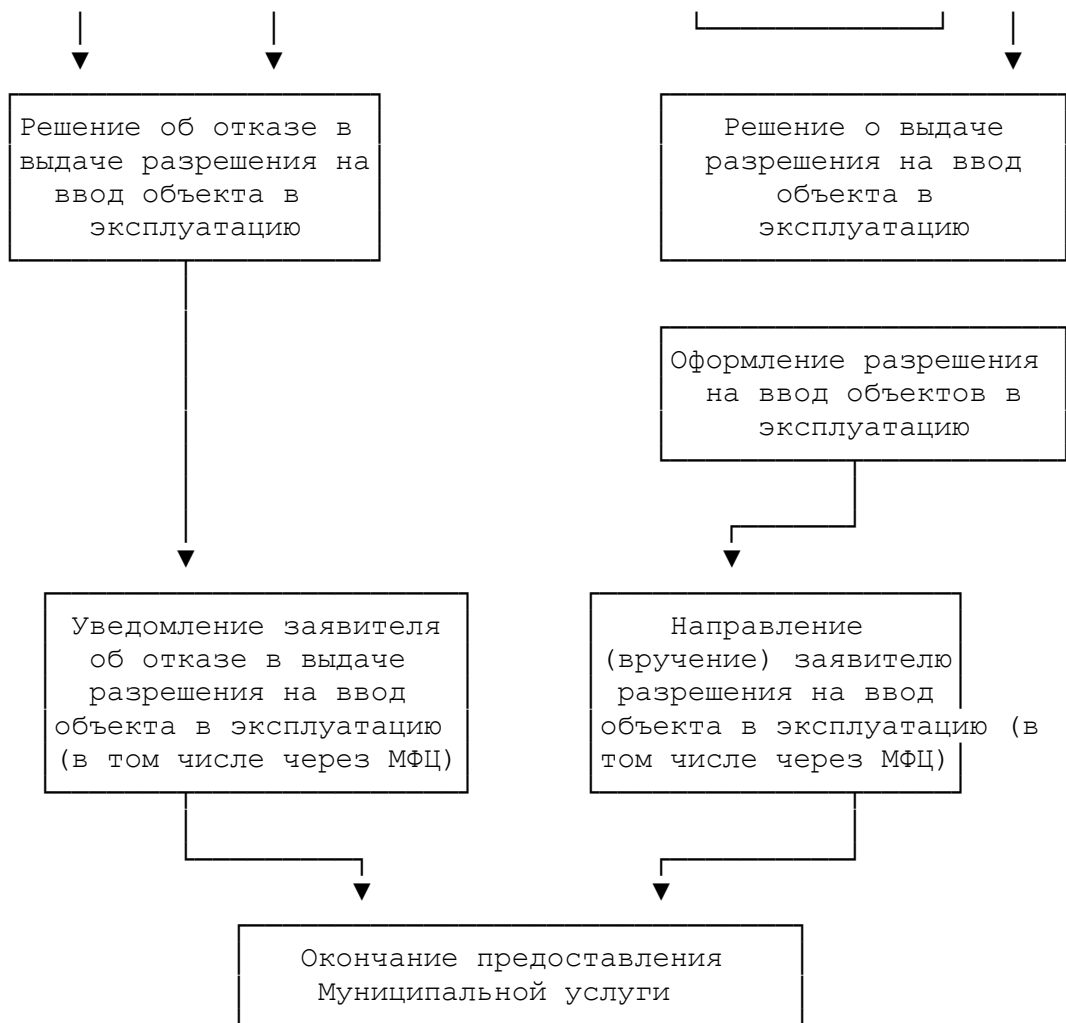 Решение об отказе в
выдаче разрешения на
ввод объекта в
эксплуатацию
Решение о выдаче
разрешения на ввод
объекта в
эксплуатацию
Оформление разрешения
на ввод объектов в
эксплуатацию
Уведомление заявителя
об отказе в выдаче
разрешения на ввод
объекта в эксплуатацию
(в том числе через МФЦ)
Направление
(вручение) заявителю
разрешения на ввод
объекта в эксплуатацию (в
том числе через МФЦ)
Окончание предоставления
Муниципальной услуги